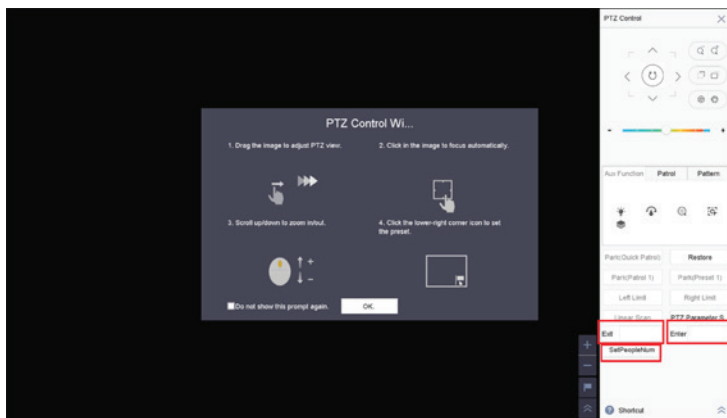 PTZ Control
PTZ Control Wi...
1. Drag the image to adjust PTZ view.
2. Click in the image to focus automatically.
3. Scroll up/down to zoom in/out.
4. Click the lower-right corner icon to set
the preset.
Do not show this prompt again.
OK.
Aux Function Patrol Pattern
Park(Quick Patrol) Restore
Park(Patrol 1) Park(Preset 1)
Left Limit Right Limit
Linear Scan PTZ Parameter S
Exit Enter
SetPeopleNum
Shortcut